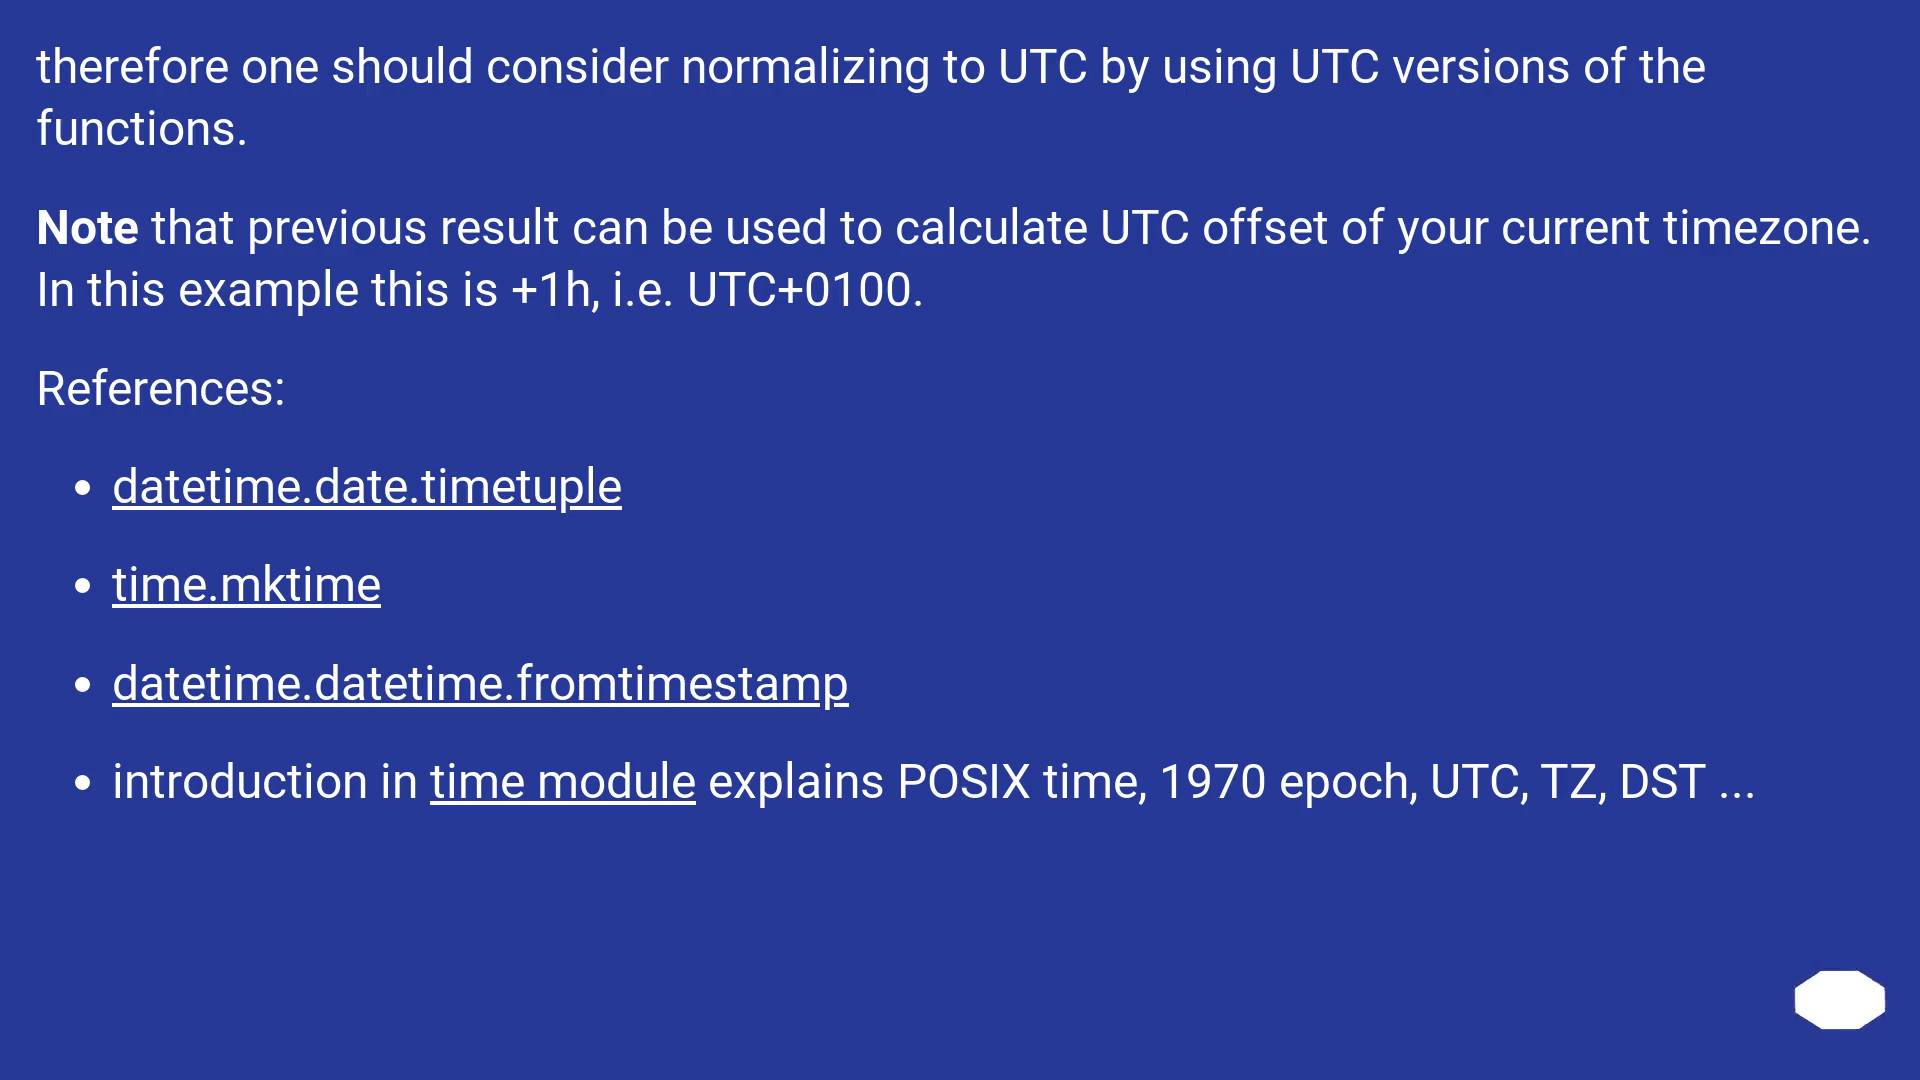 therefore one should consider normalizing to UTC by using UTC versions of the
functions.
Note that previous result can be used to calculate UTC offset of your current timezone.
In this example this is +1h, i.e. UTC+0100.
References:
• datetime.date.timetuple
• time.mktime
• datetime.datetime.fromtimestamp
• introduction in time module explains POSIX time, 1970 epoch, UTC, TZ, DST ...